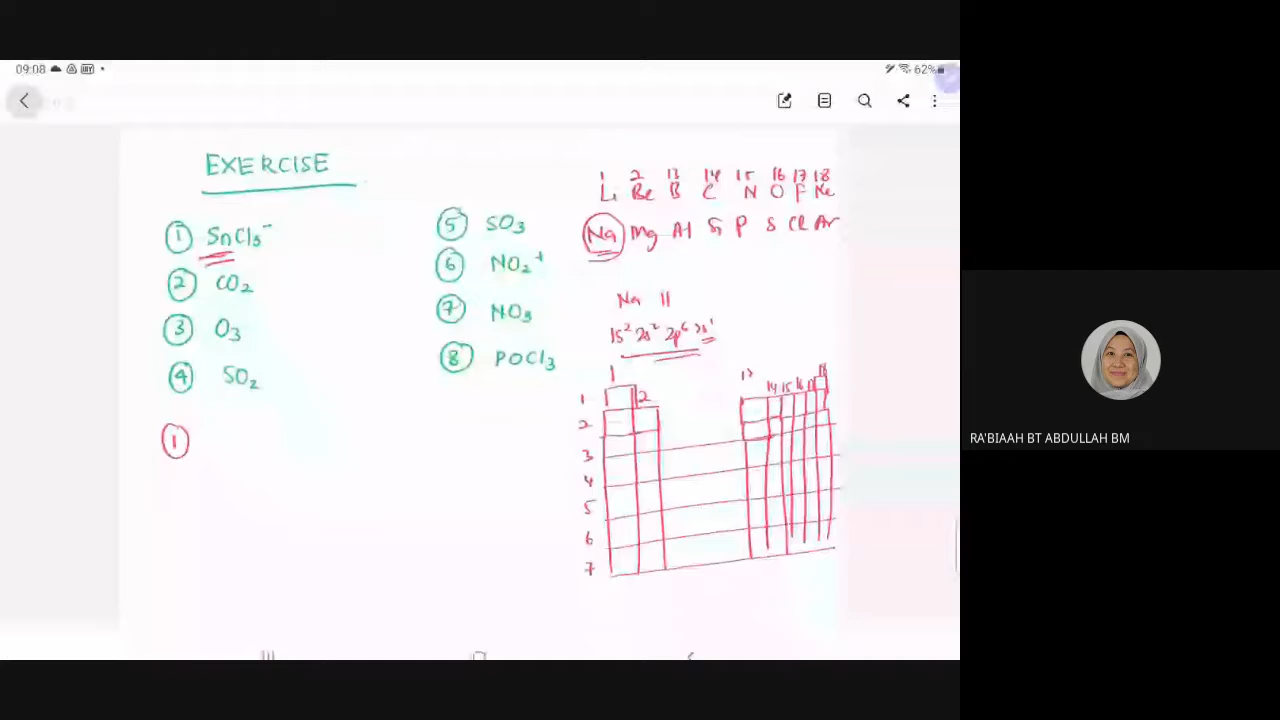 09:08
62%
EXERCISE
① SnCl₃⁻
② CO₂
③ O₃
④ SO₂
⑤ SO₃
⑥ NO₂⁺
⑦ NO₃
⑧ POCl₃
①
1 2 13 14 15 16 17 18
Li Be B C N O F Ne
Na Mg Al Si P S Cl Ar
Na 11
1s² 2s² 2p⁶ 3s¹
1 18
2 13 14 15 16 17
1
2
3
4
5
6
7
RA'BIAAH BT ABDULLAH BM